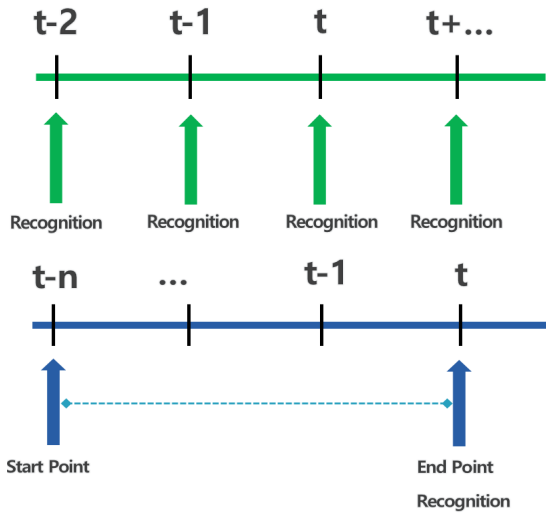 t-2 t-1 t t+...
Recognition Recognition Recognition Recognition
t-n ... t-1 t
Start Point End Point
Recognition